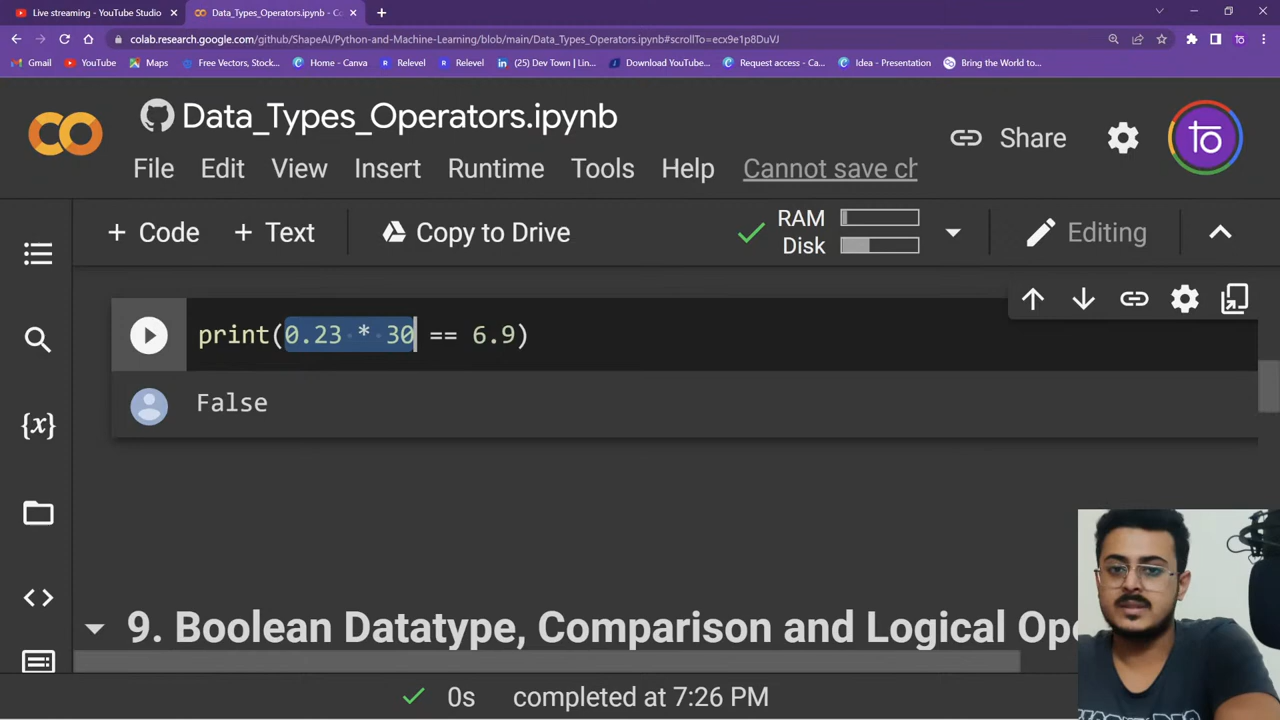 Live streaming - YouTube Studio
Data_Types_Operators.ipynb - Co
colab.research.google.com/github/ShapeAI/Python-and-Machine-Learning/blob/main/Data_Types_Operators.ipynb#scrollTo=ecx9e1p8DuVJ
Gmail
YouTube
Maps
Free Vectors, Stock...
Home - Canva
Relevel
Relevel
(25) Dev Town | Lin...
Download YouTube...
Request access - Ca...
Idea - Presentation
Bring the World to...
Data_Types_Operators.ipynb
Share
File Edit View Insert Runtime Tools Help Cannot save ch
+ Code + Text Copy to Drive
RAM
Disk
Editing
print(0.23 * 30 == 6.9)
False
{x}
9. Boolean Datatype, Comparison and Logical Ope
0s completed at 7:26 PM